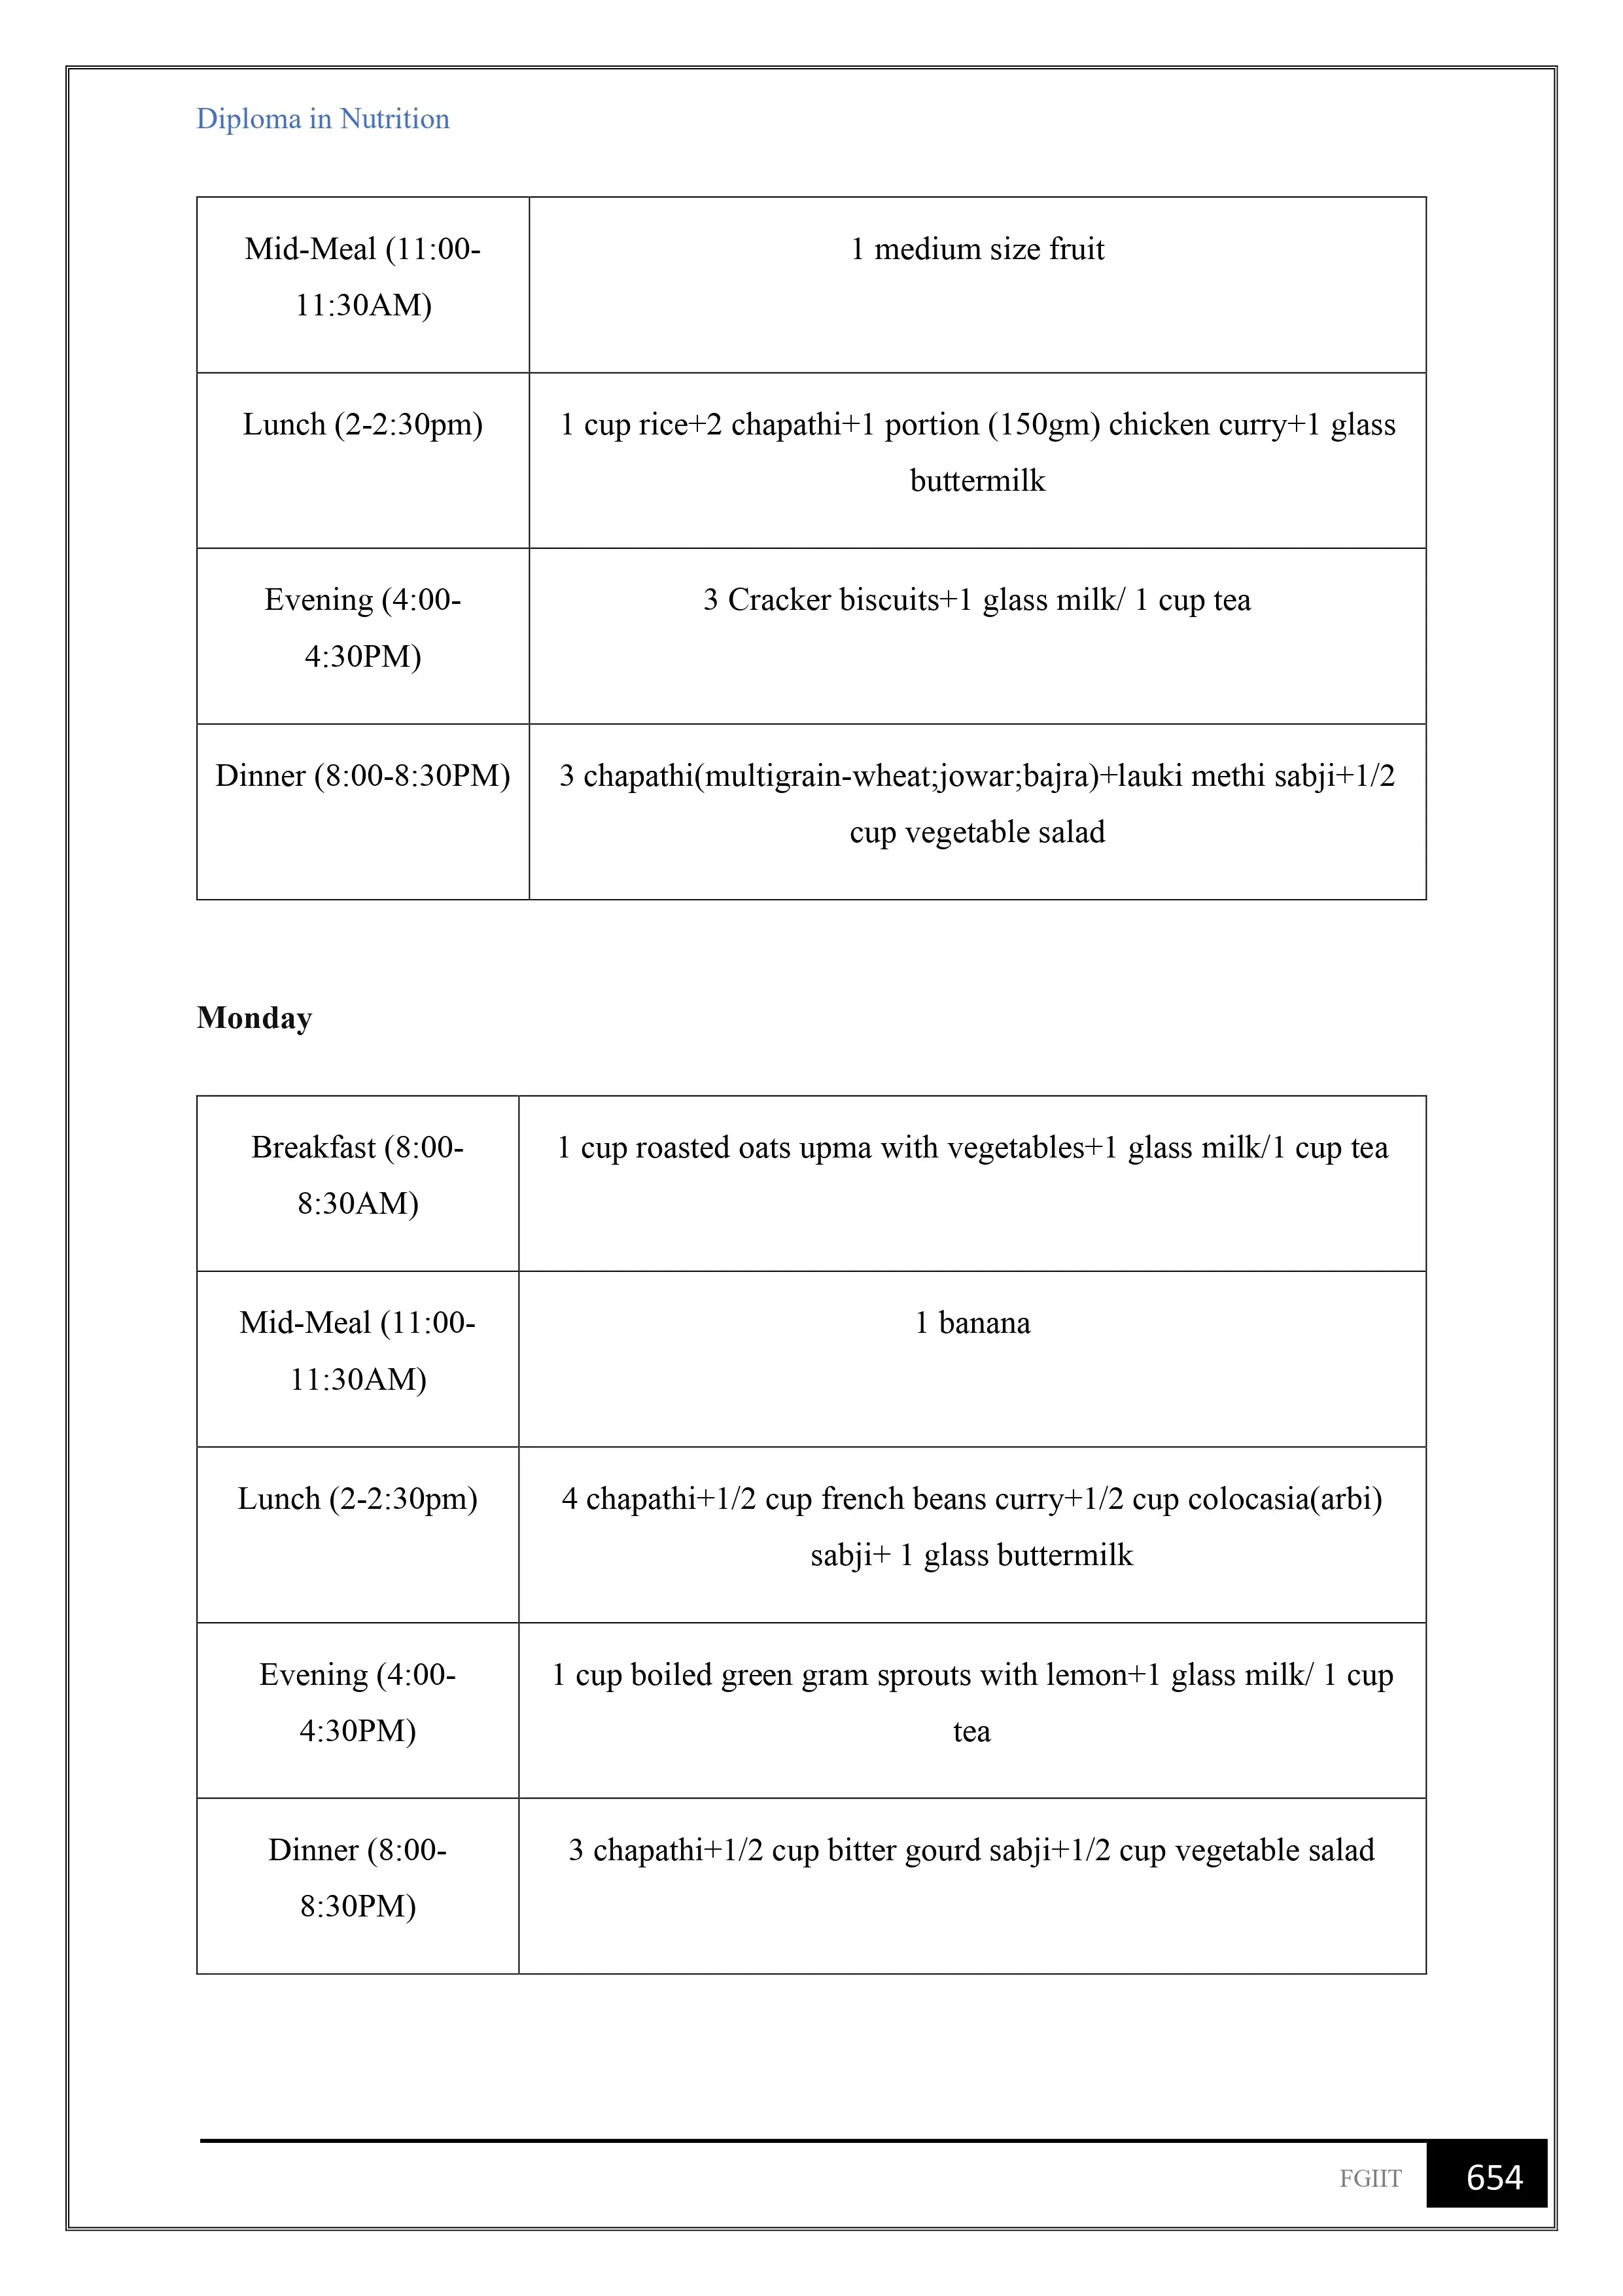 Diploma in Nutrition
Mid-Meal (11:00-
11:30AM)
1 medium size fruit
Lunch (2-2:30pm)
1 cup rice+2 chapathi+1 portion (150gm) chicken curry+1 glass
buttermilk
Evening (4:00-
4:30PM)
3 Cracker biscuits+1 glass milk/ 1 cup tea
Dinner (8:00-8:30PM)
3 chapathi(multigrain-wheat;jowar;bajra)+lauki methi sabji+1/2
cup vegetable salad
Monday
Breakfast (8:00-
8:30AM)
1 cup roasted oats upma with vegetables+1 glass milk/1 cup tea
Mid-Meal (11:00-
11:30AM)
1 banana
Lunch (2-2:30pm)
4 chapathi+1/2 cup french beans curry+1/2 cup colocasia(arbi)
sabji+ 1 glass buttermilk
Evening (4:00-
4:30PM)
1 cup boiled green gram sprouts with lemon+1 glass milk/ 1 cup
tea
Dinner (8:00-
8:30PM)
3 chapathi+1/2 cup bitter gourd sabji+1/2 cup vegetable salad
FGIIT 654